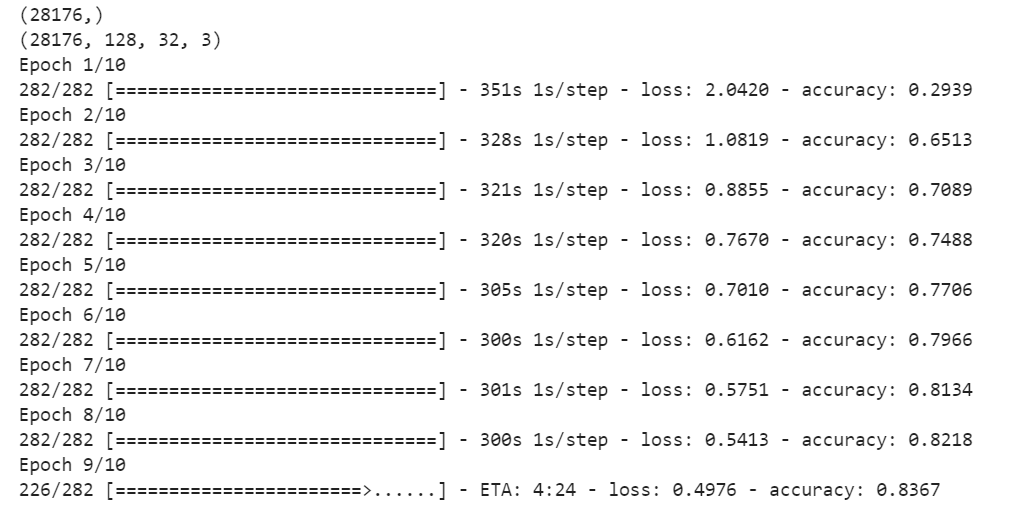 (28176,)
(28176, 128, 32, 3)
Epoch 1/10
282/282 [==============================] - 351s 1s/step - loss: 2.0420 - accuracy: 0.2939
Epoch 2/10
282/282 [==============================] - 328s 1s/step - loss: 1.0819 - accuracy: 0.6513
Epoch 3/10
282/282 [==============================] - 321s 1s/step - loss: 0.8855 - accuracy: 0.7089
Epoch 4/10
282/282 [==============================] - 320s 1s/step - loss: 0.7670 - accuracy: 0.7488
Epoch 5/10
282/282 [==============================] - 305s 1s/step - loss: 0.7010 - accuracy: 0.7706
Epoch 6/10
282/282 [==============================] - 300s 1s/step - loss: 0.6162 - accuracy: 0.7966
Epoch 7/10
282/282 [==============================] - 301s 1s/step - loss: 0.5751 - accuracy: 0.8134
Epoch 8/10
282/282 [==============================] - 300s 1s/step - loss: 0.5413 - accuracy: 0.8218
Epoch 9/10
226/282 [=======================>......] - ETA: 4:24 - loss: 0.4976 - accuracy: 0.8367